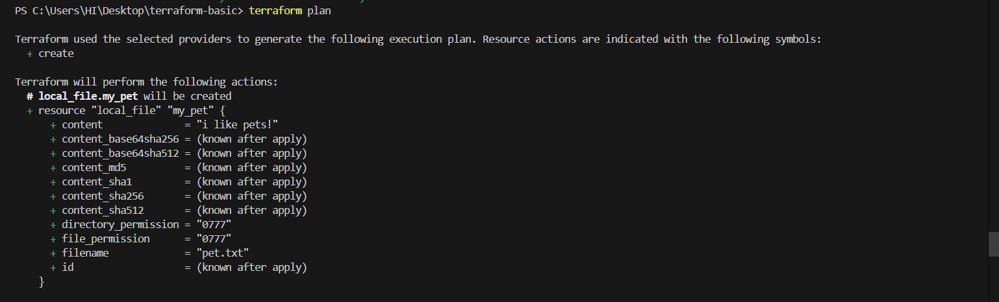 PS C:\Users\HI\Desktop\terraform-basic> terraform plan
Terraform used the selected providers to generate the following execution plan. Resource actions are indicated with the following symbols:
  + create
Terraform will perform the following actions:
  # local_file.my_pet will be created
  + resource "local_file" "my_pet" {
      + content              = "i like pets!"
      + content_base64sha256 = (known after apply)
      + content_base64sha512 = (known after apply)
      + content_md5          = (known after apply)
      + content_sha1         = (known after apply)
      + content_sha256       = (known after apply)
      + content_sha512       = (known after apply)
      + directory_permission = "0777"
      + file_permission      = "0777"
      + filename             = "pet.txt"
      + id                   = (known after apply)
    }